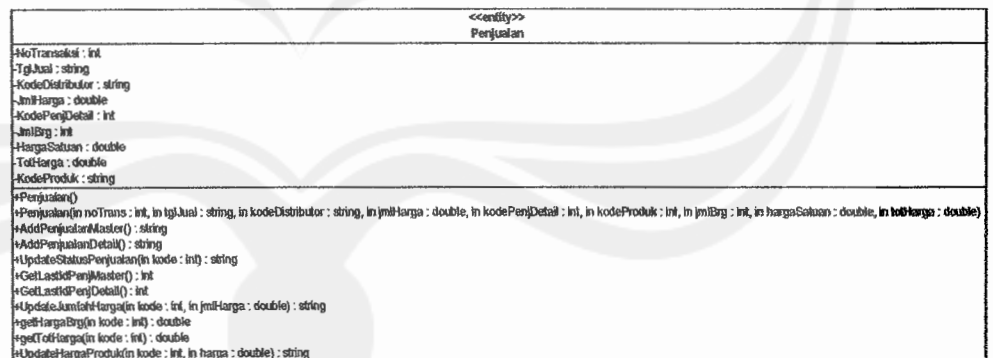 <<entity>>
Penjualan
-NoTransaksi : int
-TglJual : string
-KodeDistributor : string
-JmlHarga : double
-KodePenjDetail : int
-JmlBrg : int
-HargaSatuan : double
-TotHarga : double
-KodeProduk : string
+Penjualan()
+Penjualan(in noTrans : int, in tglJual : string, in kodeDistributor : string, in jmlHarga : double, in kodePenjDetail : int, in kodeProduk : int, in jmlBrg : int, in hargaSatuan : double, in totHarga : double)
+AddPenjualanMaster() : string
+AddPenjualanDetail() : string
+UpdateStatusPenjualan(in kode : int) : string
+GetLastIdPenjMaster() : int
+GetLastIdPenjDetail() : int
+UpdateJumlahHarga(in kode : int, in jmlHarga : double) : string
+getHargaBrg(in kode : int) : double
+getTotHarga(in kode : int) : double
+UpdateHargaProduk(in kode : int, in harga : double) : string